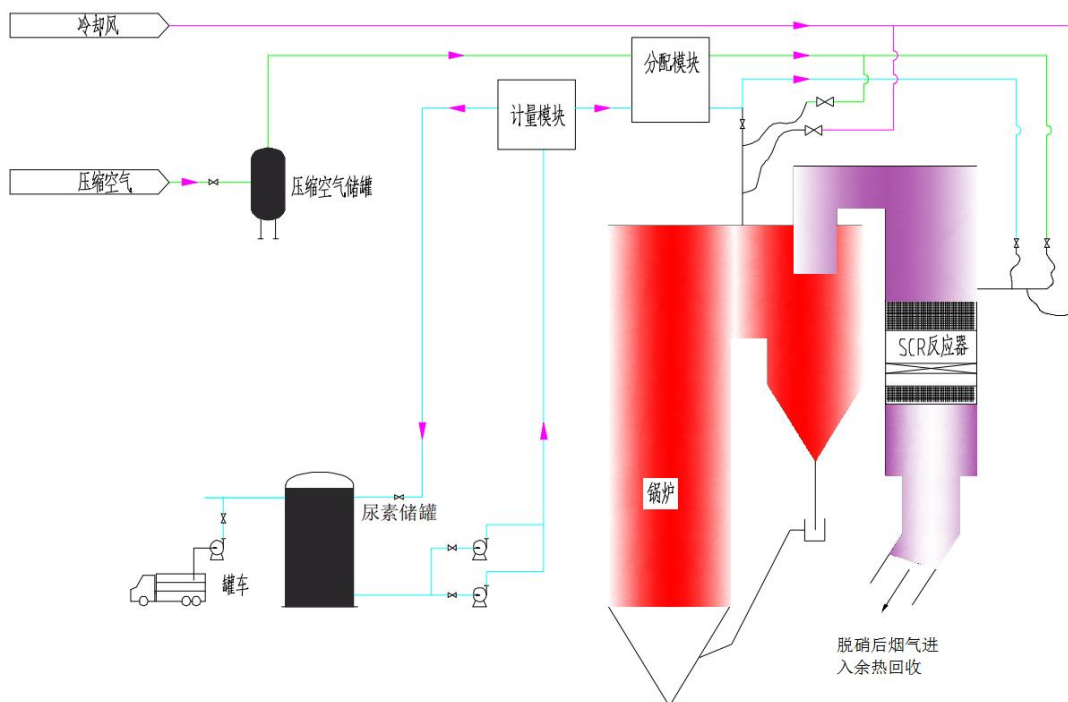 冷却风
分配模块
计量模块
压缩空气
压缩空气储罐
SCR反应器
锅炉
尿素储罐
罐车
脱硝后烟气进
入余热回收